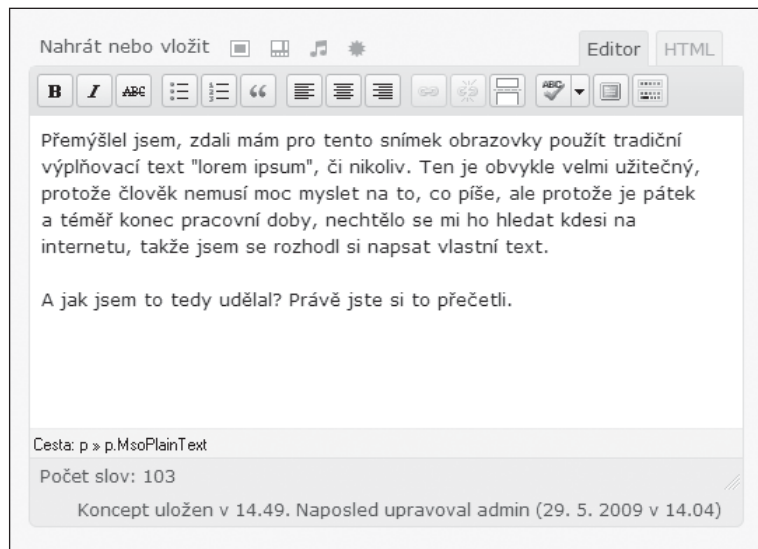 Nahrát nebo vložit
Editor HTML
B I ABC ABC
Přemýšlel jsem, zdali mám pro tento snímek obrazovky použít tradiční
výplňovací text "lorem ipsum", či nikoliv. Ten je obvykle velmi užitečný,
protože člověk nemusí moc myslet na to, co píše, ale protože je pátek
a téměř konec pracovní doby, nechtělo se mi ho hledat kdesi na
internetu, takže jsem se rozhodl si napsat vlastní text.
A jak jsem to tedy udělal? Právě jste si to přečetli.
Cesta: p » p.MsoPlainText
Počet slov: 103
Koncept uložen v 14.49. Naposled upravoval admin (29. 5. 2009 v 14.04)